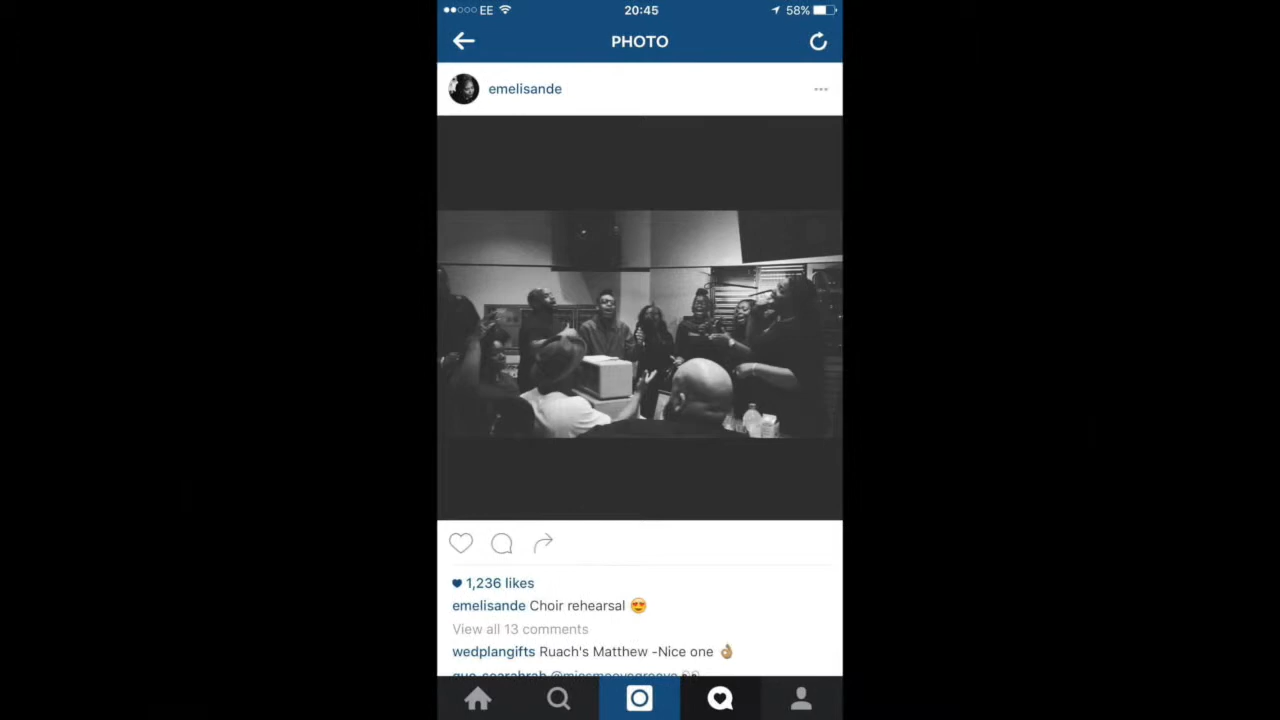 EE 20:45 58%
PHOTO
emelisande
1,236 likes
emelisande Choir rehearsal 😍
View all 13 comments
wedplangifts Ruach's Matthew -Nice one 👌🏽